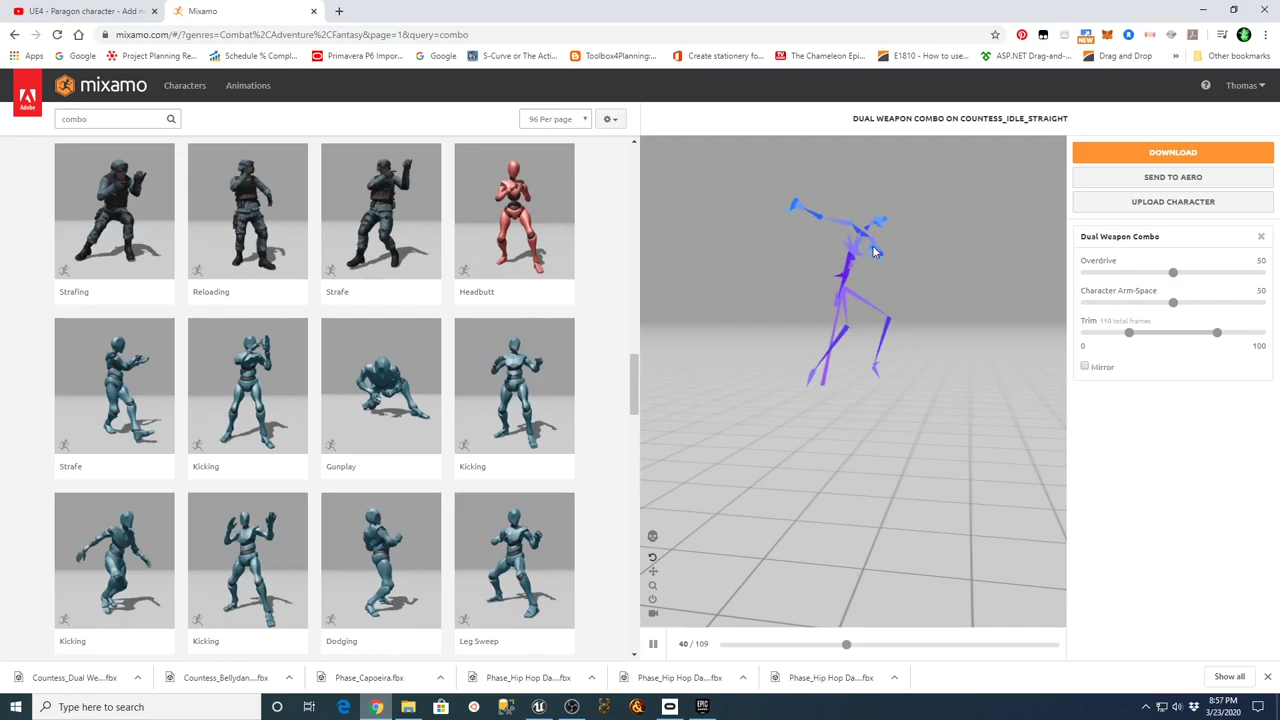 UE4 - Paragon character - Add n
Mixamo
mixamo.com/#/?genres=Combat%2CAdventure%2CFantasy&page=1&query=combo
NEW
Apps
Google
Project Planning Re...
Schedule % Compl...
Primavera P6 Impor...
Google
S-Curve or The Acti...
Toolbox4Planning:...
Create stationery fo...
The Chameleon Epi...
E1810 - How to use...
ASP.NET Drag-and-...
Drag and Drop
»
Other bookmarks
Adobe
mixamo
Characters
Animations
Thomas
combo
96 Per page
DUAL WEAPON COMBO ON COUNTESS_IDLE_STRAIGHT
DOWNLOAD
SEND TO AERO
UPLOAD CHARACTER
Dual Weapon Combo
Overdrive 50
Character Arm-Space 50
Trim 110 total frames
0 100
Mirror
Strafing
Reloading
Strafe
Headbutt
Strafe
Kicking
Gunplay
Kicking
Kicking
Kicking
Dodging
Leg Sweep
40 / 109
Countess_Dual We....fbx
Countess_Bellydan....fbx
Phase_Capoeira.fbx
Phase_Hip Hop Da....fbx
Phase_Hip Hop Da....fbx
Phase_Hip Hop Da....fbx
Show all
Type here to search
8:57 PM
3/23/2020